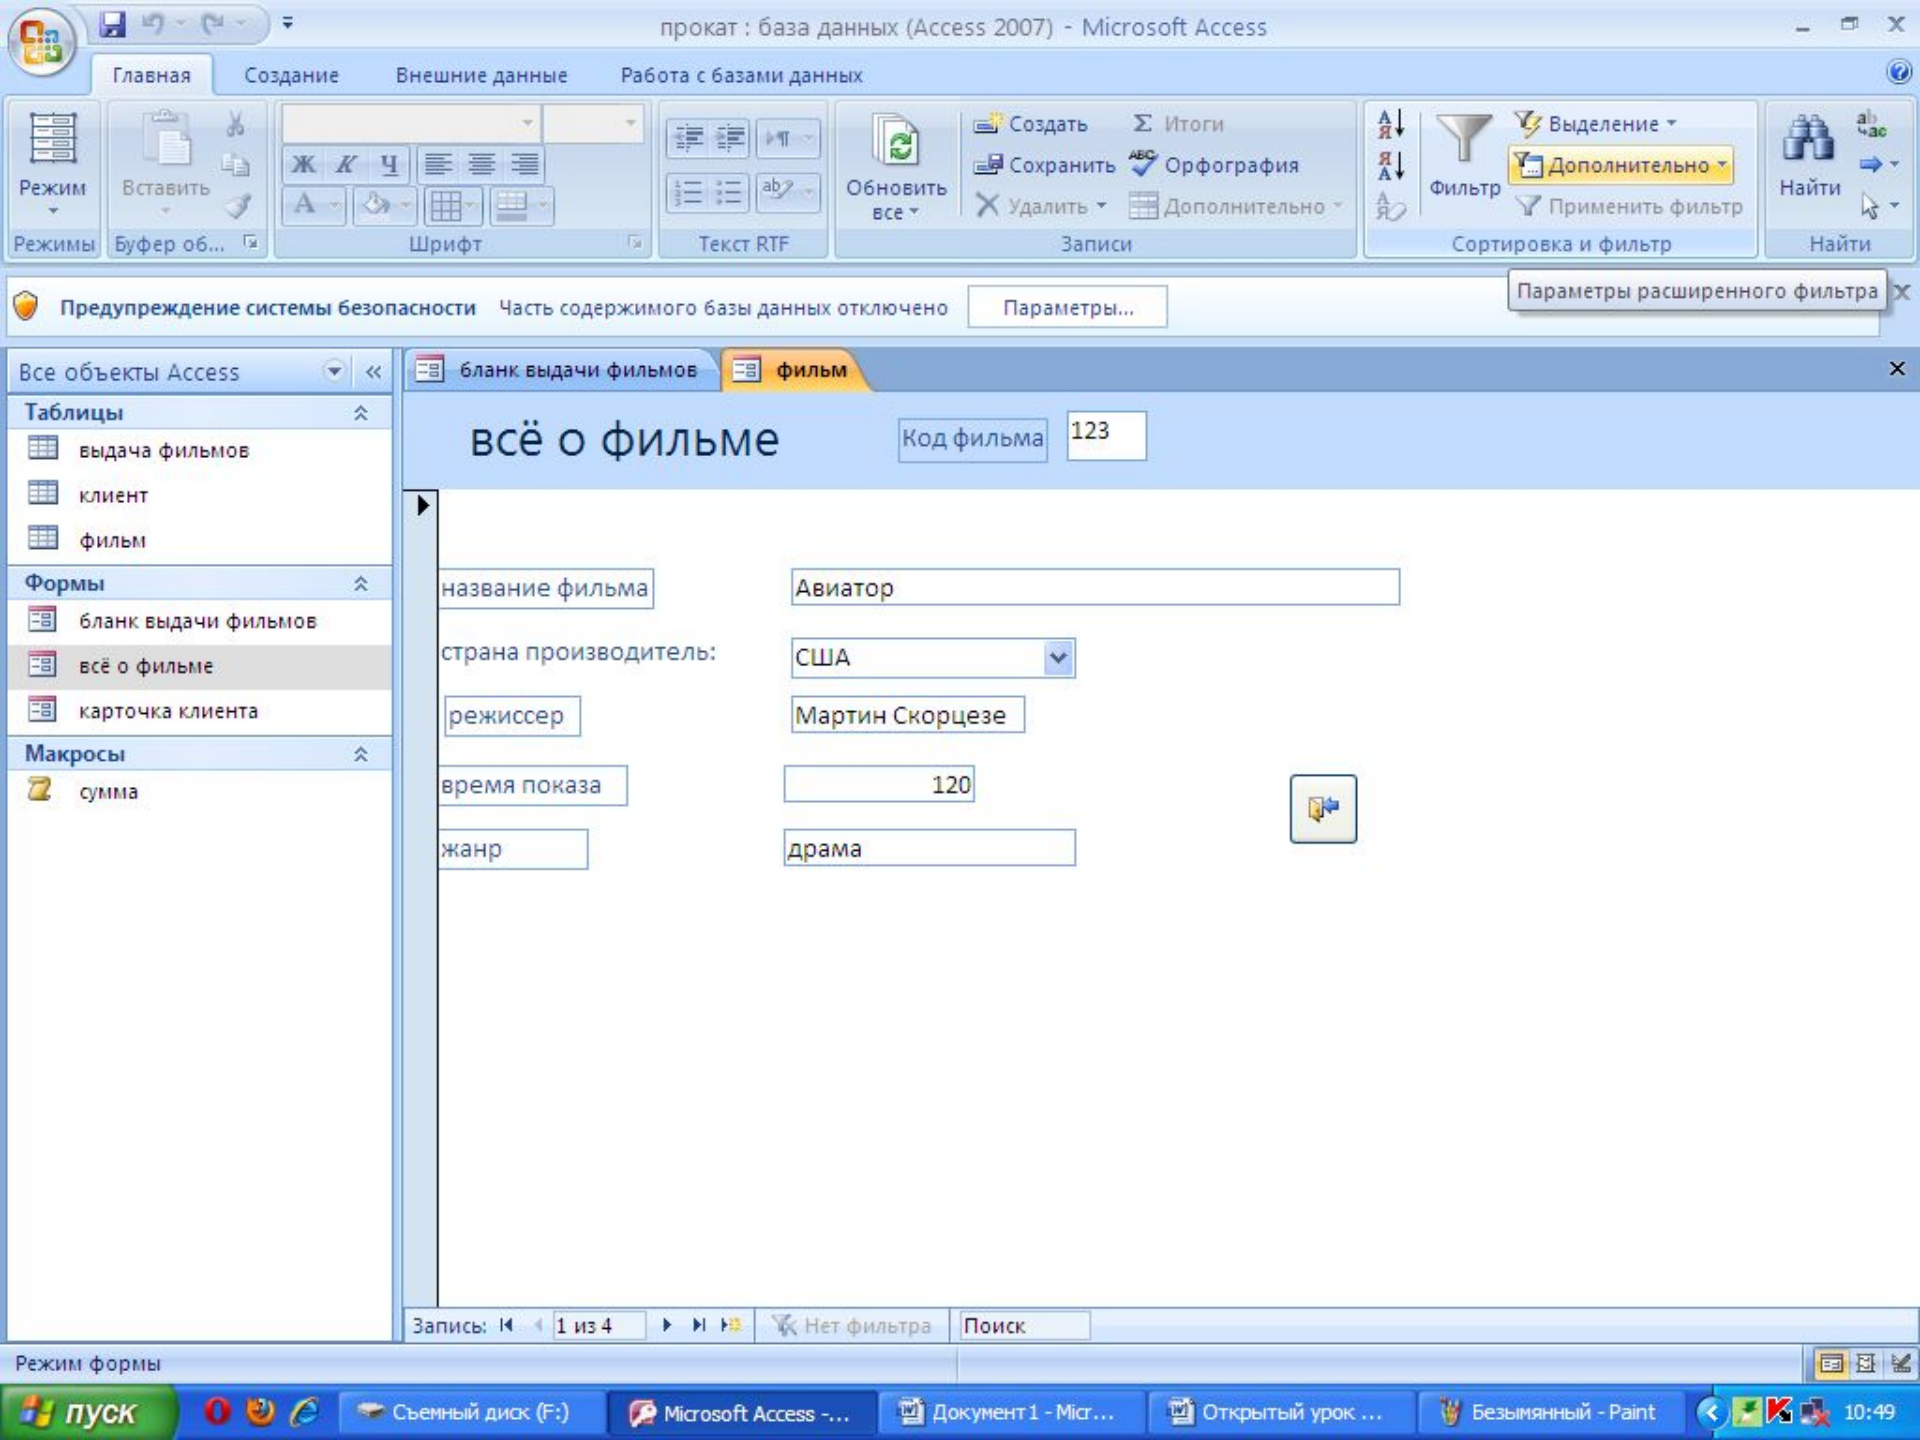 прокат : база данных (Access 2007) - Microsoft Access
Главная Создание Внешние данные Работа с базами данных
Режим
Режимы
Вставить
Буфер об...
Ж К Ч
А
Шрифт
Текст RTF
Обновить все
Создать Σ Итоги
Сохранить ABC Орфография
Удалить Дополнительно
Записи
А Я
Я А
Фильтр
Выделение
Дополнительно
Применить фильтр
Сортировка и фильтр
Найти
ab ac
Найти
Параметры расширенного фильтра
Предупреждение системы безопасности Часть содержимого базы данных отключено Параметры...
Все объекты Access
Таблицы
выдача фильмов
клиент
фильм
Формы
бланк выдачи фильмов
всё о фильме
карточка клиента
Макросы
сумма
бланк выдачи фильмов фильм
всё о фильме Код фильма 123
название фильма Авиатор
страна производитель: США
режиссер Мартин Скорцезе
время показа 120
жанр драма
Запись: 1 из 4 Нет фильтра Поиск
Режим формы
пуск Съемный диск (F:) Microsoft Access -... Документ1 - Micr... Открытый урок ... Безымянный - Paint 10:49